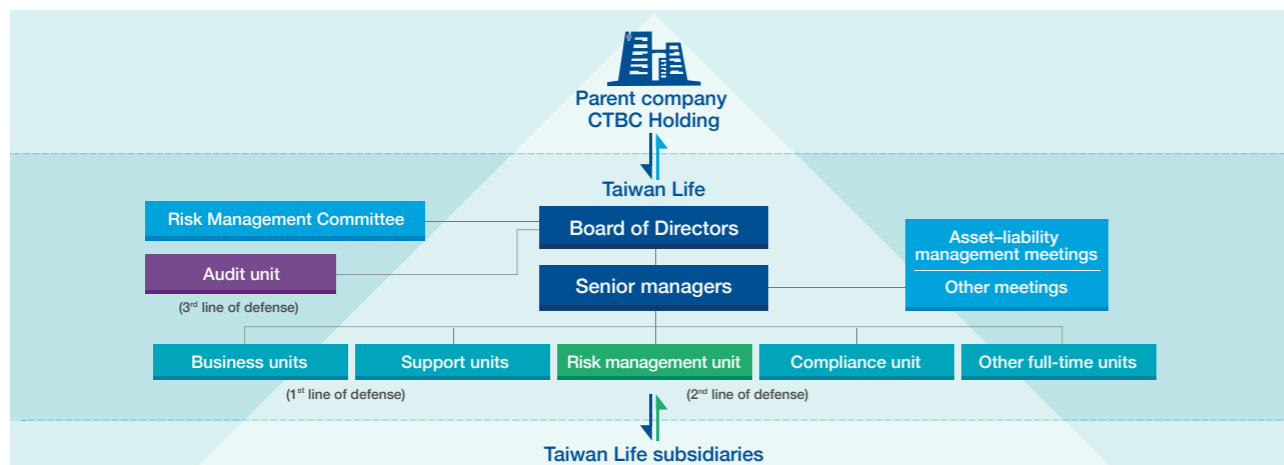 Parent company
CTBC Holding
Taiwan Life
Risk Management Committee
Board of Directors
Asset–liability
management meetings
Audit unit
Senior managers
Other meetings
(3rd line of defense)
Business units
Support units
Risk management unit
Compliance unit
Other full-time units
(1st line of defense)
(2nd line of defense)
Taiwan Life subsidiaries